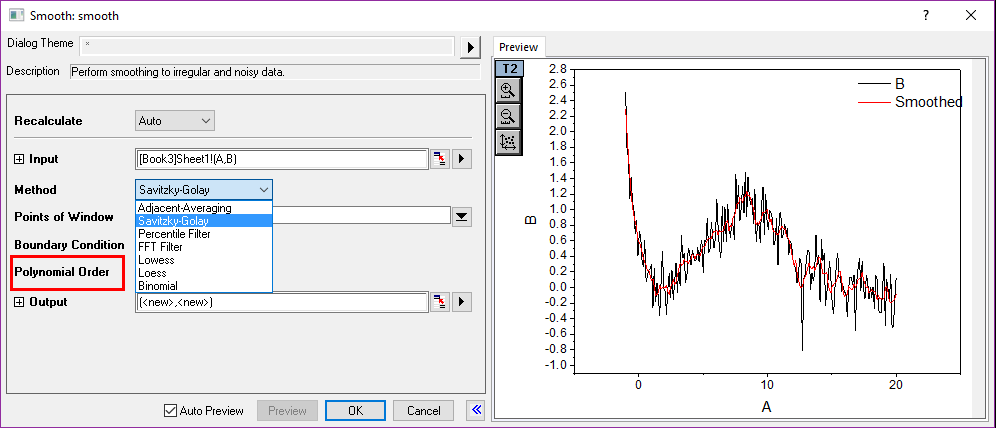 Smooth: smooth
?
Dialog Theme *
Description Perform smoothing to irregular and noisy data.
Recalculate Auto
Input [Book3]Sheet1!(A,B)
Method Savitzky-Golay
Adjacent-Averaging
Savitzky-Golay
Percentile Filter
FFT Filter
Lowess
Loess
Binomial
Points of Window
Boundary Condition
Polynomial Order
Output (<new>,<new>)
Auto Preview Preview OK Cancel
Preview
T2
B
Smoothed
2.8
2.6
2.4
2.2
2.0
1.8
1.6
1.4
1.2
1.0
0.8
0.6
0.4
0.2
0.0
-0.2
-0.4
-0.6
-0.8
-1.0
B
0 10 20
A